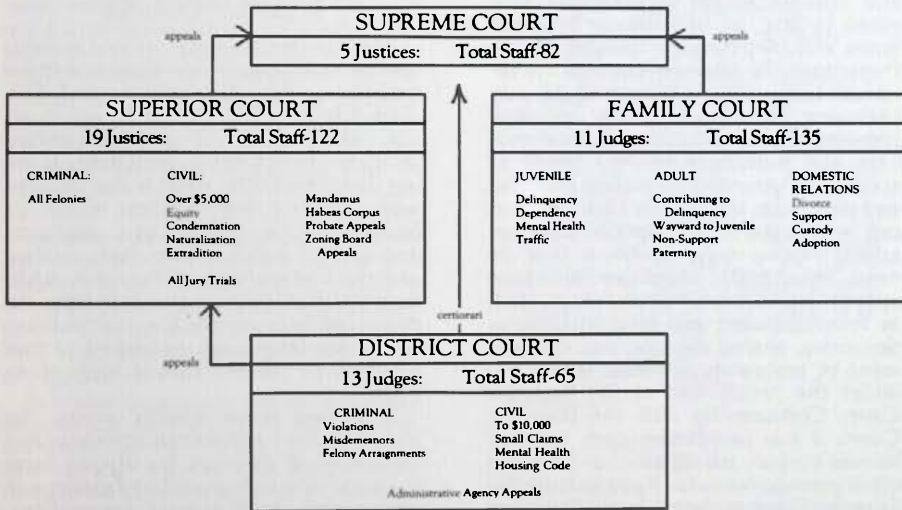 SUPREME COURT
5 Justices: Total Staff-82
appeals
appeals
SUPERIOR COURT
19 Justices: Total Staff-122
CRIMINAL:
All Felonies
CIVIL:
Over $5,000
Equity
Condemnation
Naturalization
Extradition
All Jury Trials
Mandamus
Habeas Corpus
Probate Appeals
Zoning Board
Appeals
FAMILY COURT
11 Judges: Total Staff-135
JUVENILE
Delinquency
Dependency
Mental Health
Traffic
ADULT
Contributing to
Delinquency
Wayward to Juvenile
Non-Support
Paternity
DOMESTIC
RELATIONS
Divorce
Support
Custody
Adoption
certiorari
appeals
DISTRICT COURT
13 Judges: Total Staff-65
CRIMINAL
Violations
Misdemeanors
Felony Arraignments
CIVIL
To $10,000
Small Claims
Mental Health
Housing Code
Administrative Agency Appeals